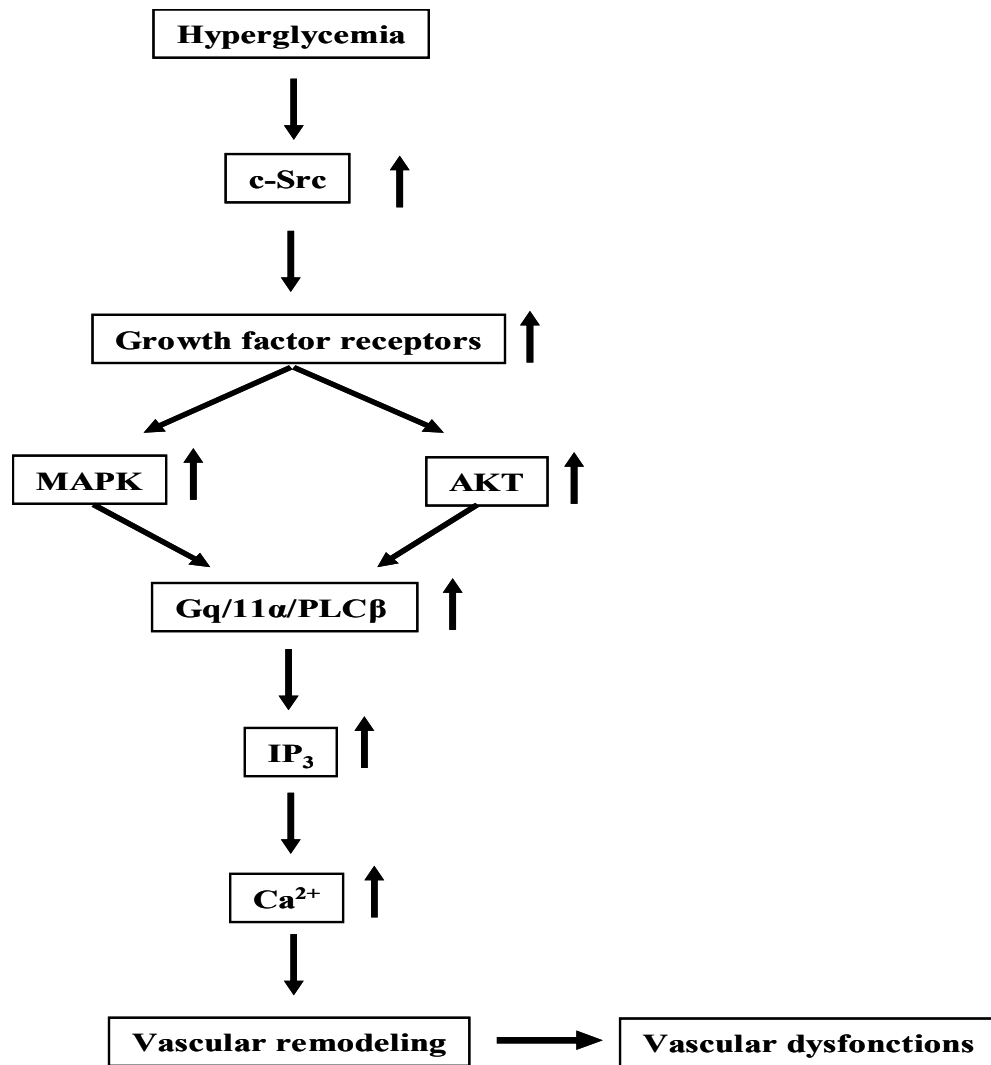 Hyperglycemia
c-Src
Growth factor receptors
MAPK
AKT
Gq/11α/PLCβ
IP₃
Ca²⁺
Vascular remodeling
Vascular dysfonctions